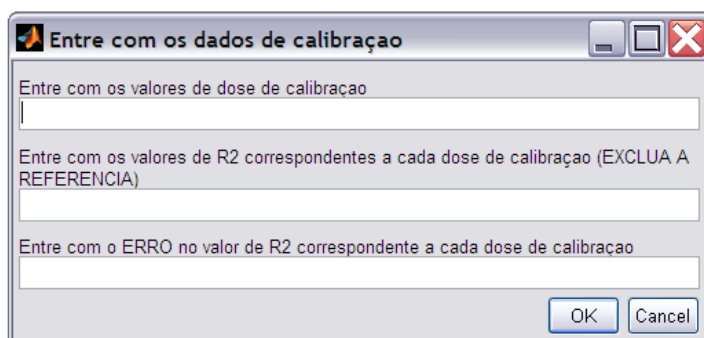 Entre com os dados de calibraçao
Entre com os valores de dose de calibraçao
Entre com os valores de R2 correspondentes a cada dose de calibraçao (EXCLUA A
REFERENCIA)
Entre com o ERRO no valor de R2 correspondente a cada dose de calibraçao
OK
Cancel